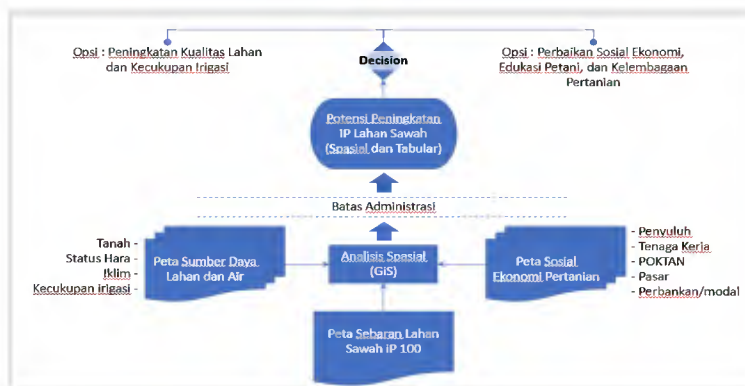 Opsi : Peningkatan Kualitas Lahan
dan Kecukupan Irigasi
Decision
Opsi : Perbaikan Sosial Ekonomi,
Edukasi Petani, dan Kelembagaan
Pertanian
Potensi Peningkatan
IP Lahan Sawah
(Spasial dan Tabular)
Batas Administrasi
Tanah -
Status Hara -
Iklim -
Kecukupan irigasi -
Peta Sumber Daya
Lahan dan Air
Analisis Spasial
(GIS)
Peta Sosial
Ekonomi Pertanian
- Penyuluh
- Tenaga Kerja
- POKTAN
- Pasar
- Perbankan/modal
Peta Sebaran Lahan
Sawah IP 100